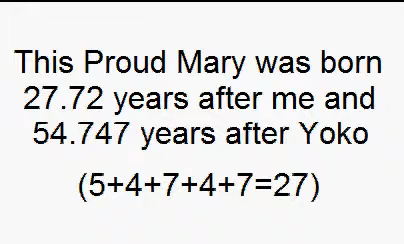 This Proud Mary was born
27.72 years after me and
54.747 years after Yoko
(5+4+7+4+7=27)